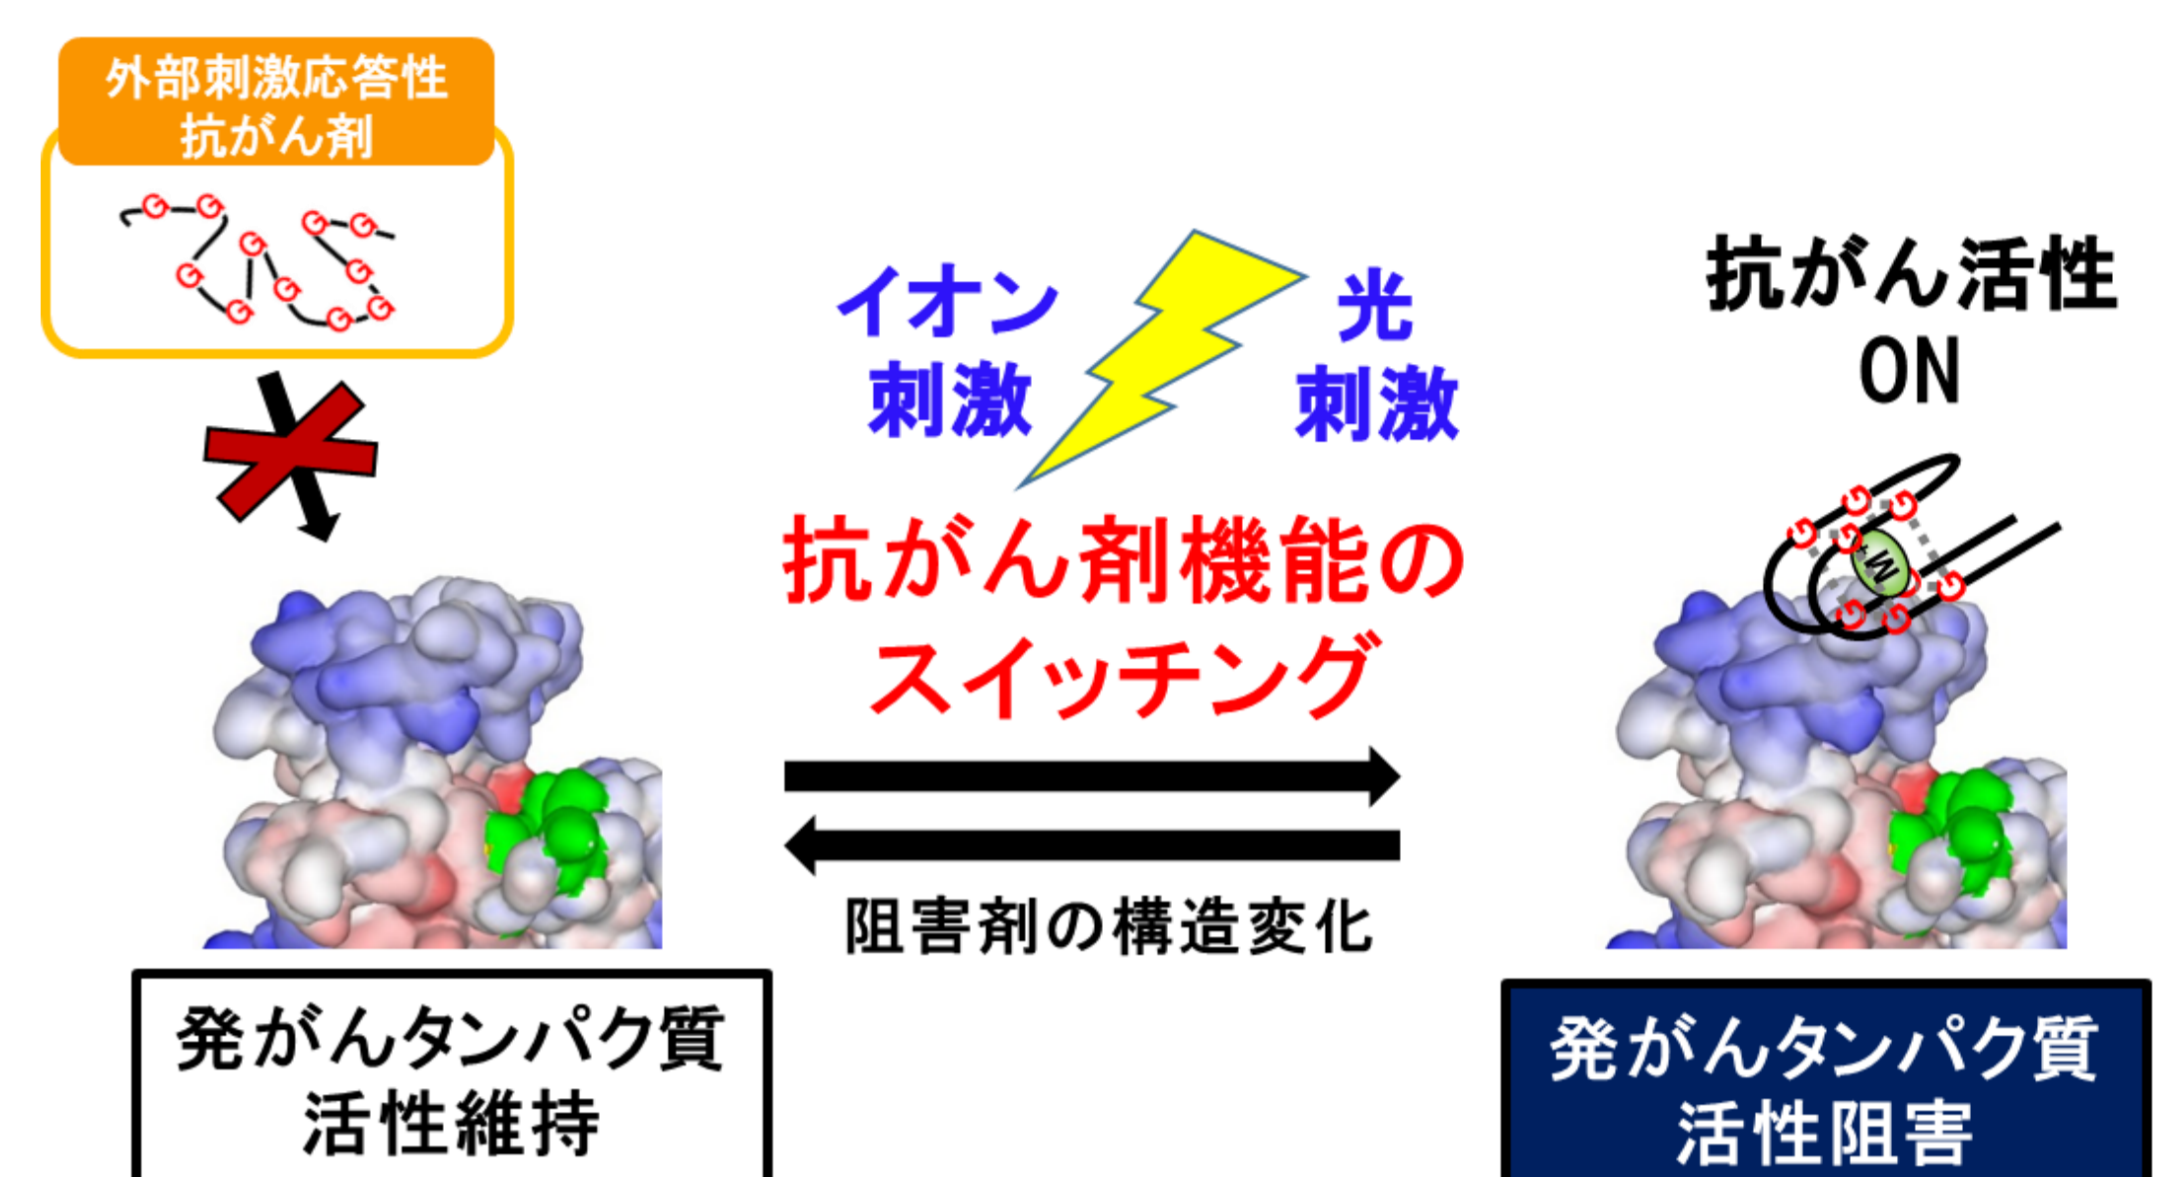 外部刺激応答性
抗がん剤
G G G G G G G G G G G
イオン
刺激
光
刺激
抗がん剤機能の
スイッチング
阻害剤の構造変化
抗がん活性
ON
G G G G G G G G
M+
発がんタンパク質
活性維持
発がんタンパク質
活性阻害